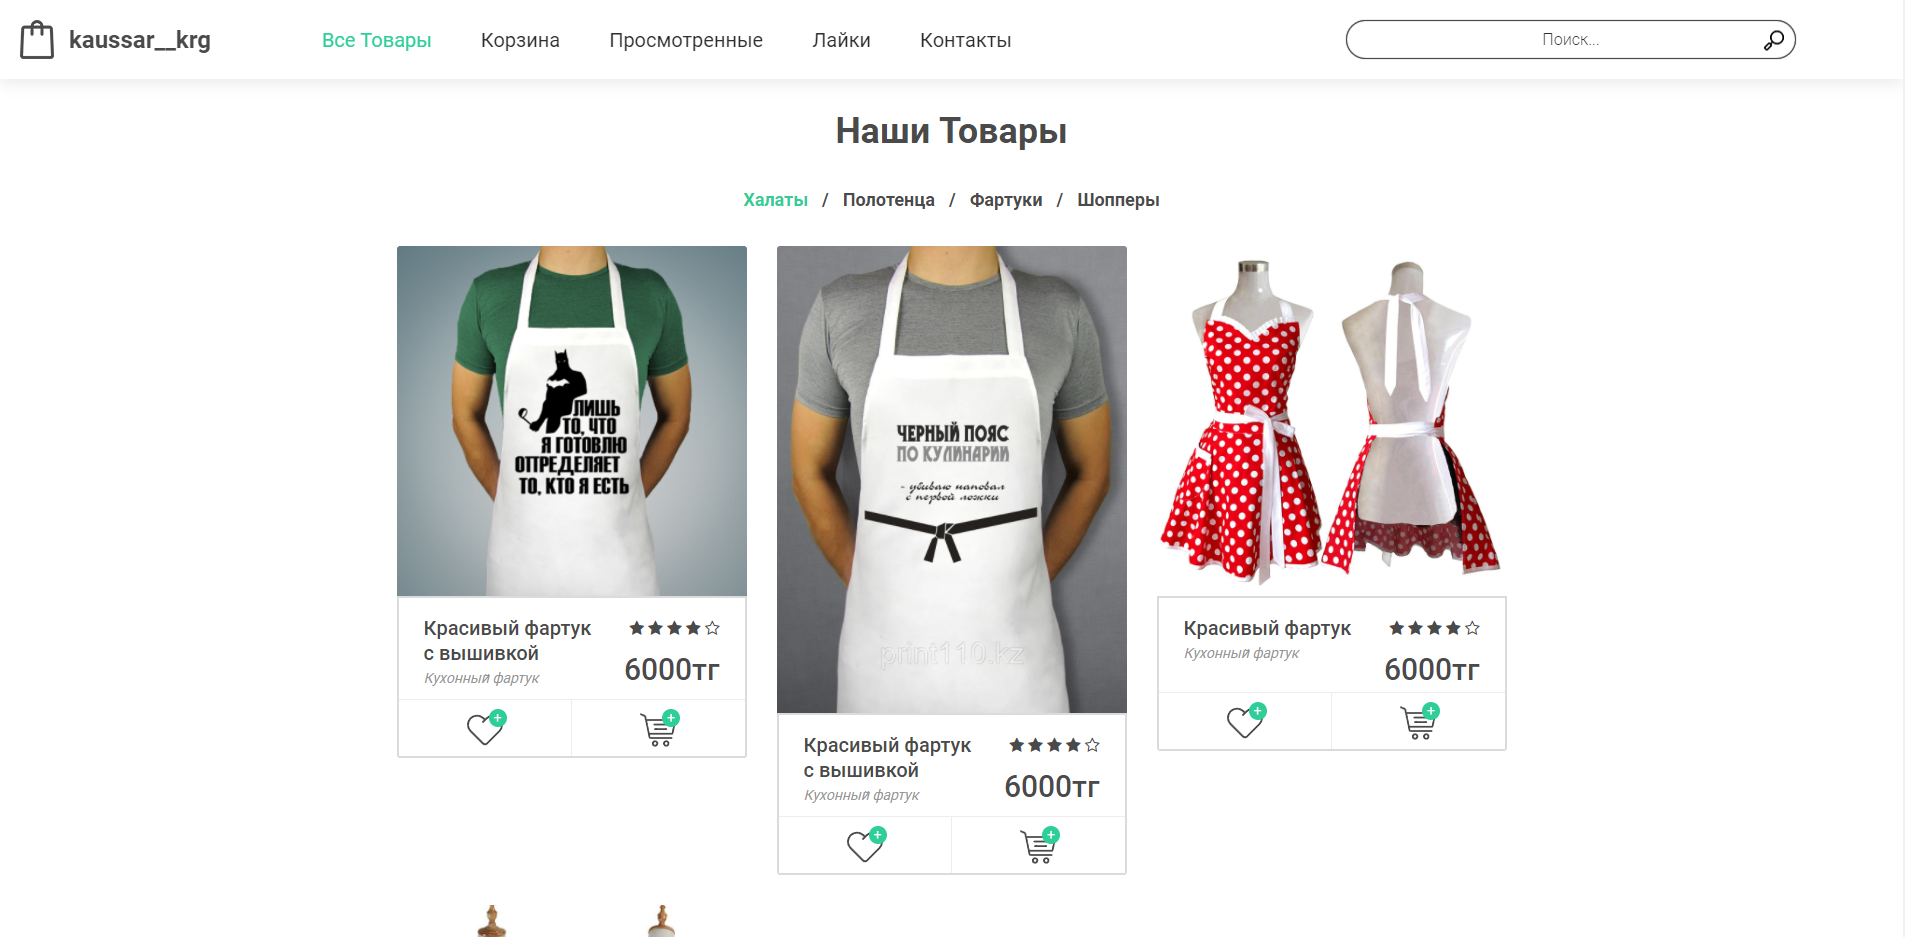 kaussar__krg
Все Товары
Корзина
Просмотренные
Лайки
Контакты
Поиск...
Наши Товары
Халаты / Полотенца / Фартуки / Шопперы
ЛИШЬ
ТО, ЧТО
Я ГОТОВЛЮ
ОПРЕДЕЛЯЕТ
ТО, КТО Я ЕСТЬ
Красивый фартук
с вышивкой
Кухонный фартук
6000тг
ЧЕРНЫЙ ПОЯС
ПО КУЛИНАРИИ
- убиваю наповал
с первой ложки
print110.kz
Красивый фартук
с вышивкой
Кухонный фартук
6000тг
Красивый фартук
Кухонный фартук
6000тг